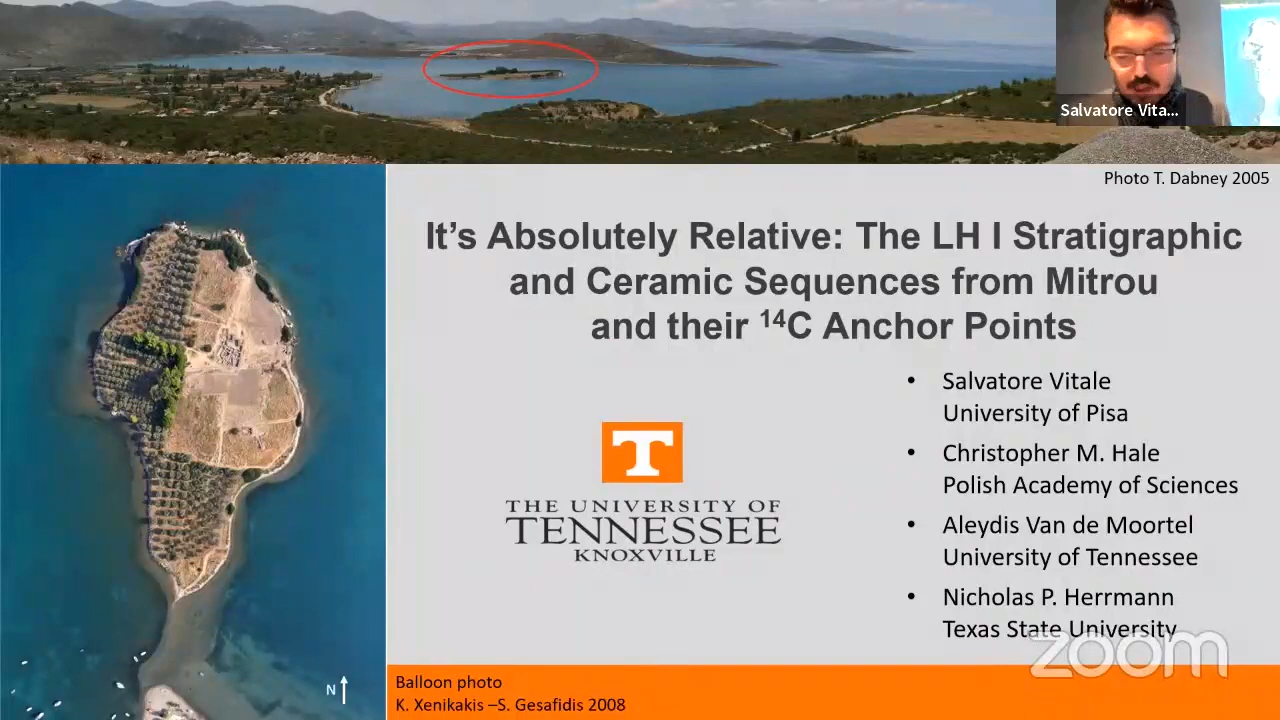 Salvatore Vita...
Photo T. Dabney 2005
It's Absolutely Relative: The LH I Stratigraphic
and Ceramic Sequences from Mitrou
and their ¹⁴C Anchor Points
• Salvatore Vitale
University of Pisa
• Christopher M. Hale
Polish Academy of Sciences
• Aleydis Van de Moortel
University of Tennessee
• Nicholas P. Herrmann
Texas State University
T
THE UNIVERSITY OF
TENNESSEE
KNOXVILLE
zoom
N
Balloon photo
K. Xenikakis –S. Gesafidis 2008